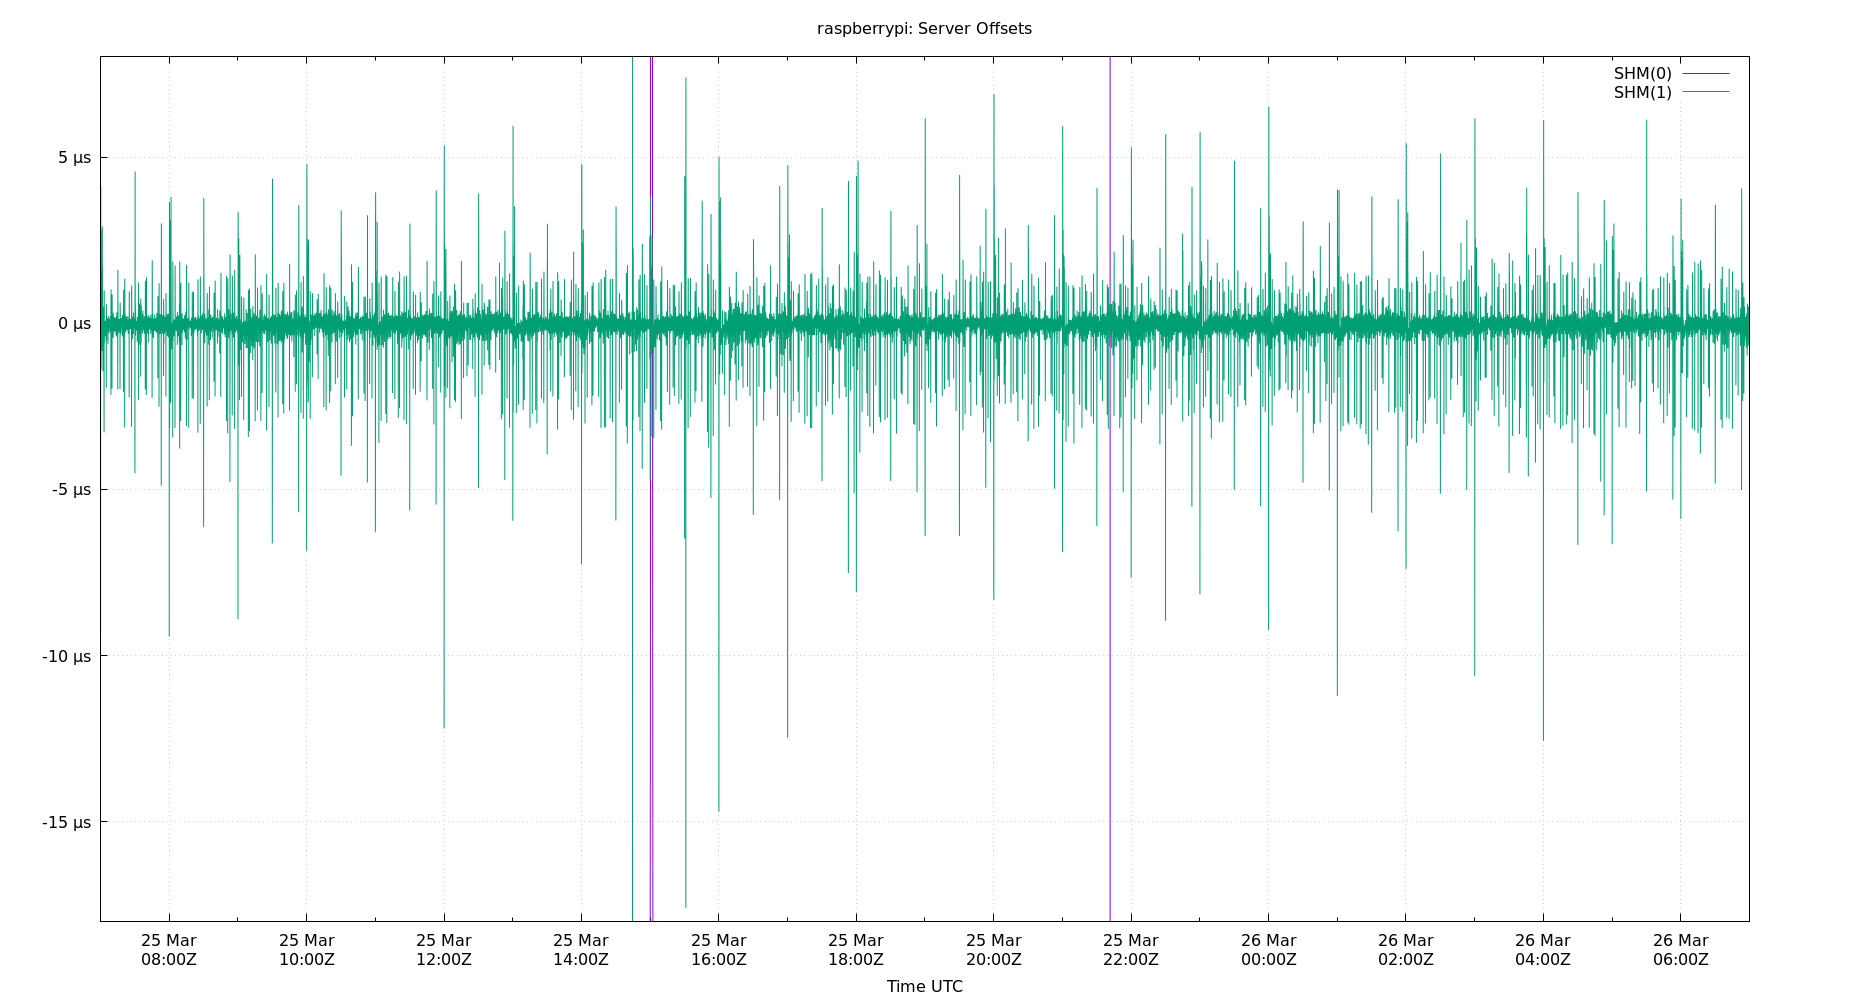 raspberrypi: Server Offsets
SHM(0)
SHM(1)
5 µs
0 µs
-5 µs
-10 µs
-15 µs
25 Mar 25 Mar 25 Mar 25 Mar 25 Mar 25 Mar 25 Mar 25 Mar 26 Mar 26 Mar 26 Mar 26 Mar
08:00Z 10:00Z 12:00Z 14:00Z 16:00Z 18:00Z 20:00Z 22:00Z 00:00Z 02:00Z 04:00Z 06:00Z
Time UTC